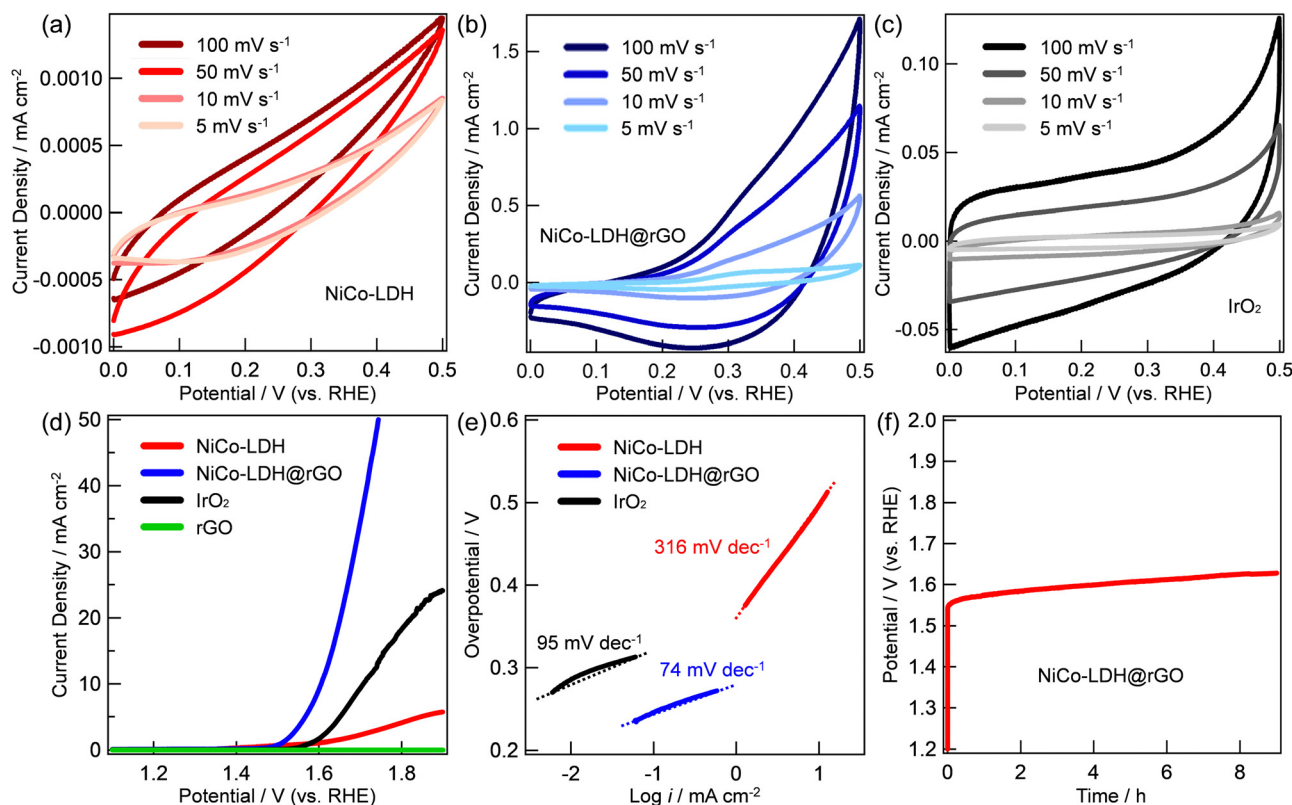 (a)
100 mV s⁻¹
50 mV s⁻¹
10 mV s⁻¹
5 mV s⁻¹
0.0010
0.0005
0.0000
-0.0005
-0.0010
Current Density / mA cm⁻²
NiCo-LDH
0.0 0.1 0.2 0.3 0.4 0.5
Potential / V (vs. RHE)
(b)
100 mV s⁻¹
50 mV s⁻¹
10 mV s⁻¹
5 mV s⁻¹
1.5
1.0
0.5
0.0
Current Density / mA cm⁻²
NiCo-LDH@rGO
0.0 0.1 0.2 0.3 0.4 0.5
Potential / V (vs. RHE)
(c)
100 mV s⁻¹
50 mV s⁻¹
10 mV s⁻¹
5 mV s⁻¹
0.10
0.05
0.00
-0.05
Current Density / mA cm⁻²
IrO₂
0.0 0.1 0.2 0.3 0.4 0.5
Potential / V (vs. RHE)
(d)
NiCo-LDH
NiCo-LDH@rGO
IrO₂
rGO
50
40
30
20
10
0
Current Density / mA cm⁻²
1.2 1.4 1.6 1.8
Potential / V (vs. RHE)
(e)
NiCo-LDH
NiCo-LDH@rGO
IrO₂
0.6
0.5
0.4
0.3
0.2
Overpotential / V
316 mV dec⁻¹
95 mV dec⁻¹
74 mV dec⁻¹
-2 -1 0 1
Log i / mA cm⁻²
(f)
2.0
1.9
1.8
1.7
1.6
1.5
1.4
1.3
1.2
Potential / V (vs. RHE)
NiCo-LDH@rGO
0 2 4 6 8
Time / h